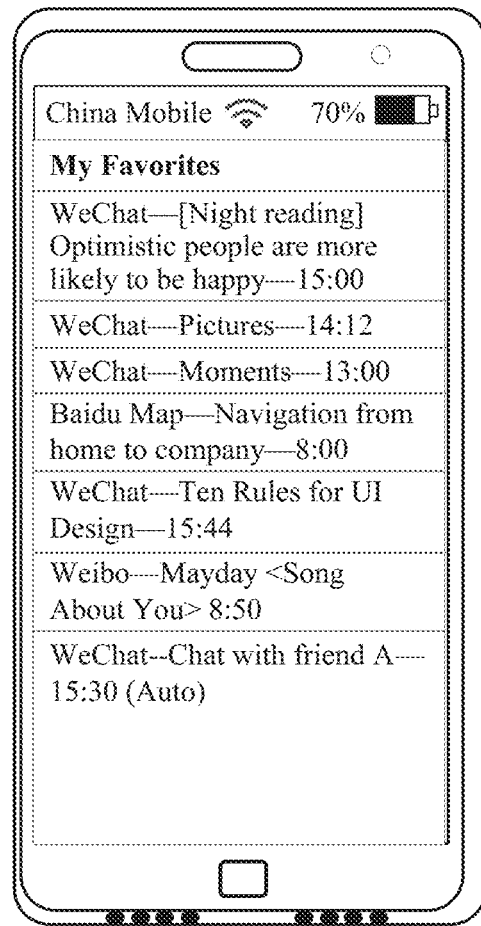 China Mobile 70%
My Favorites
WeChat----[Night reading]
Optimistic people are more
likely to be happy----15:00
WeChat----Pictures----14:12
WeChat----Moments----13:00
Baidu Map----Navigation from
home to company----8:00
WeChat----Ten Rules for UI
Design----15:44
Weibo----Mayday <Song
About You> 8:50
WeChat--Chat with friend A----
15:30 (Auto)